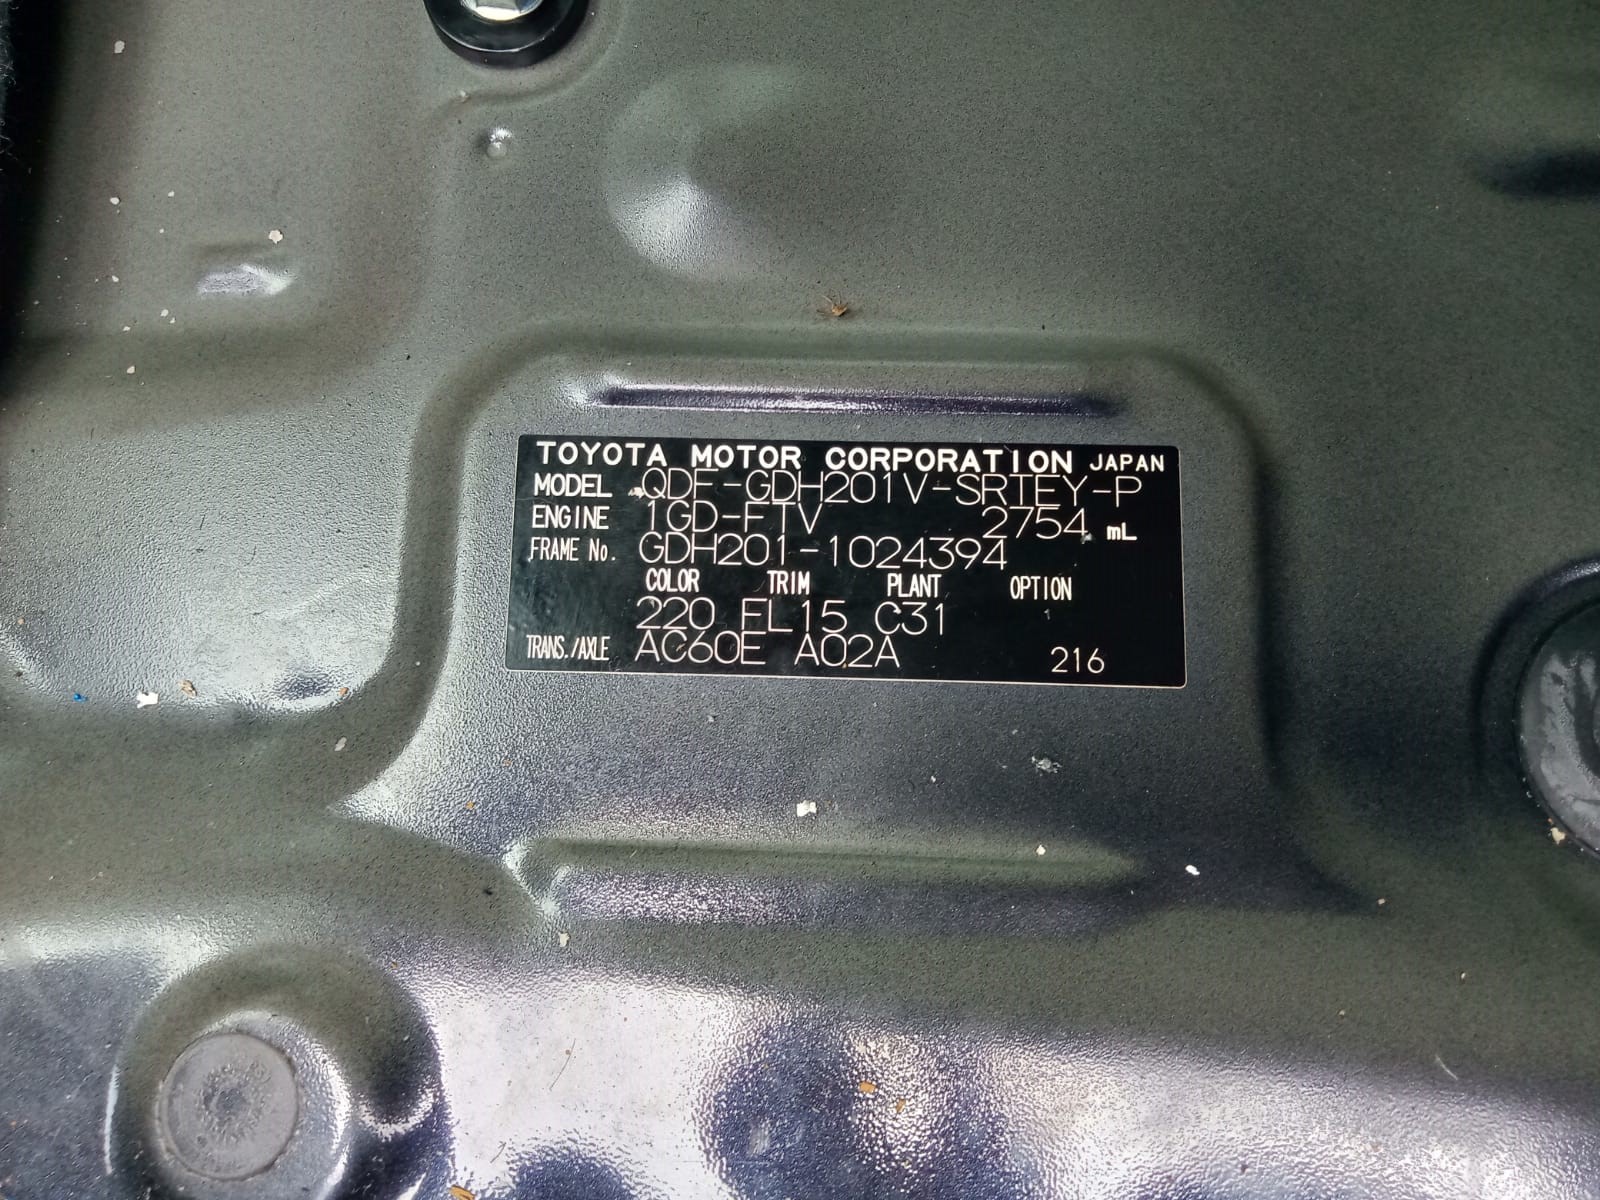 TOYOTA MOTOR CORPORATION JAPAN
MODEL QDF-GDH201V-SRTEY-P
ENGINE 1GD-FTV 2754 mL
FRAME No. GDH201-1024394
COLOR TRIM PLANT OPTION
220 FL15 C31
TRANS./AXLE AC60E A02A 216